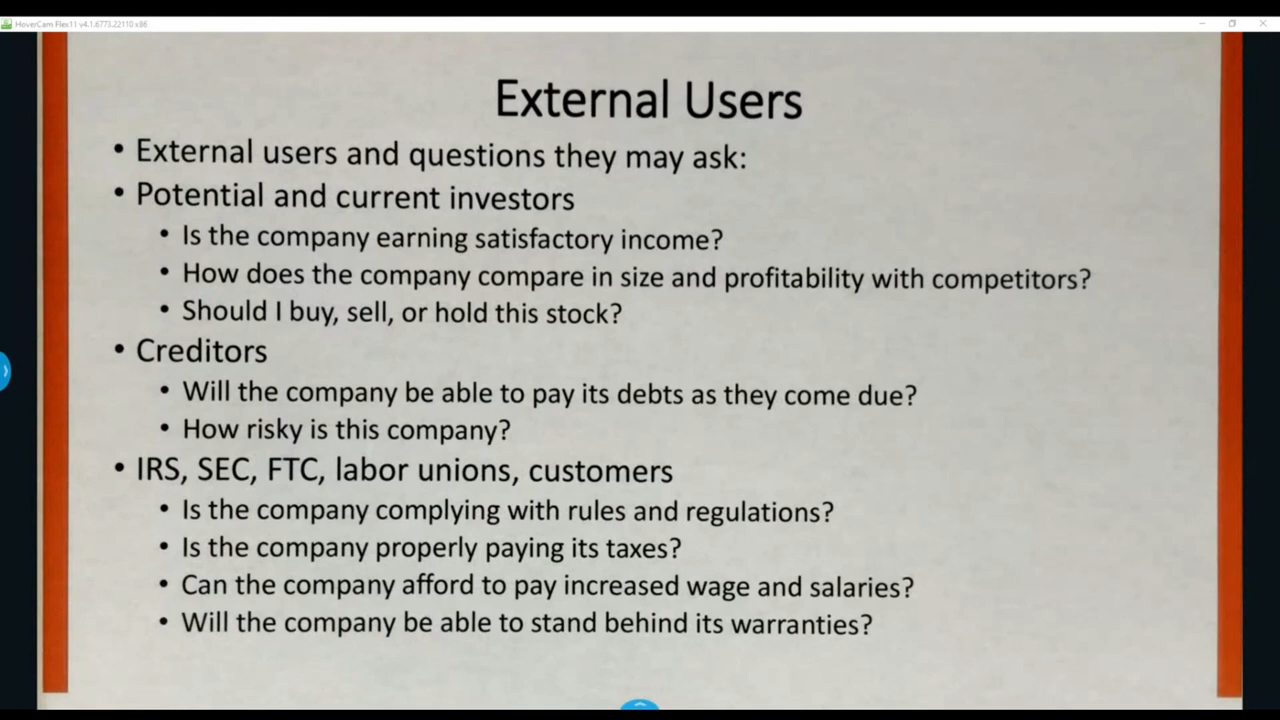 HoverCam Flex11 v4.1.6773.22110 x86
External Users
• External users and questions they may ask:
• Potential and current investors
• Is the company earning satisfactory income?
• How does the company compare in size and profitability with competitors?
• Should I buy, sell, or hold this stock?
• Creditors
• Will the company be able to pay its debts as they come due?
• How risky is this company?
• IRS, SEC, FTC, labor unions, customers
• Is the company complying with rules and regulations?
• Is the company properly paying its taxes?
• Can the company afford to pay increased wage and salaries?
• Will the company be able to stand behind its warranties?